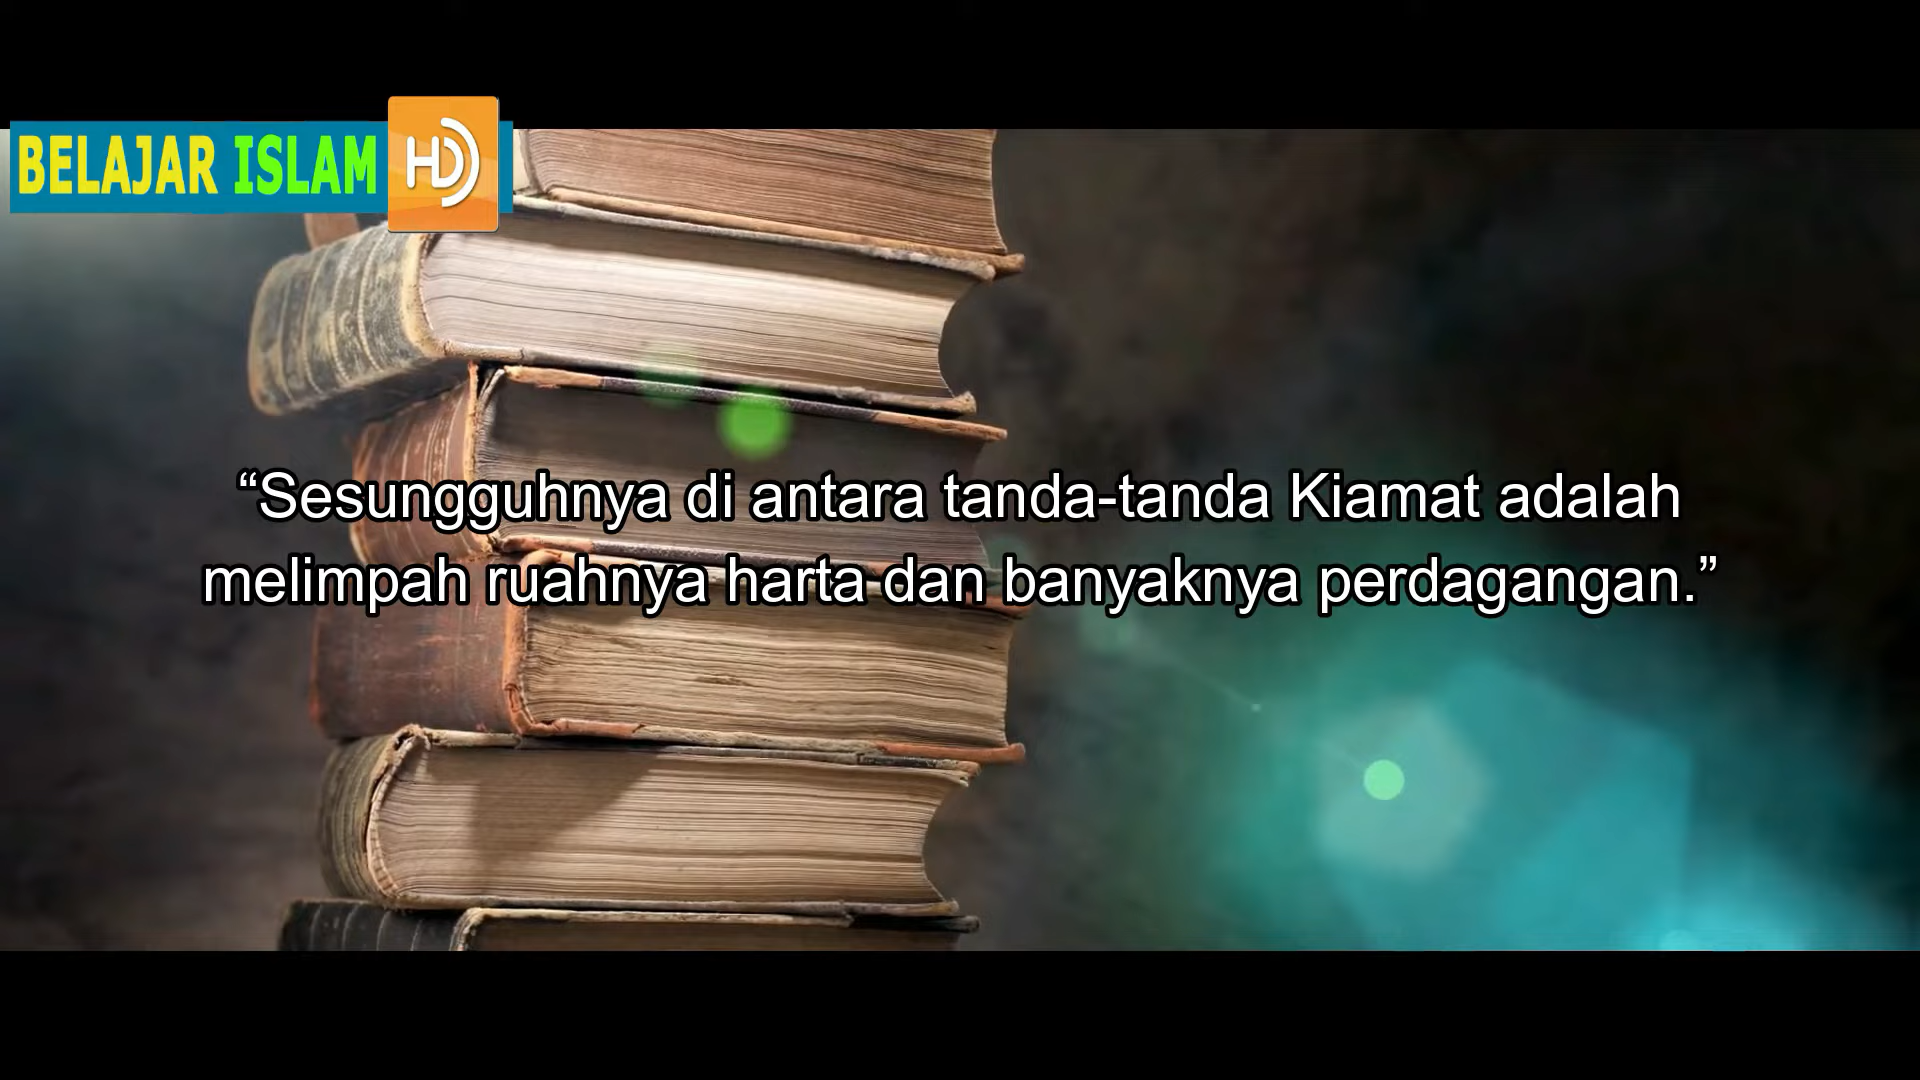 BELAJAR ISLAM HD
“Sesungguhnya di antara tanda-tanda Kiamat adalah
melimpah ruahnya harta dan banyaknya perdagangan.”